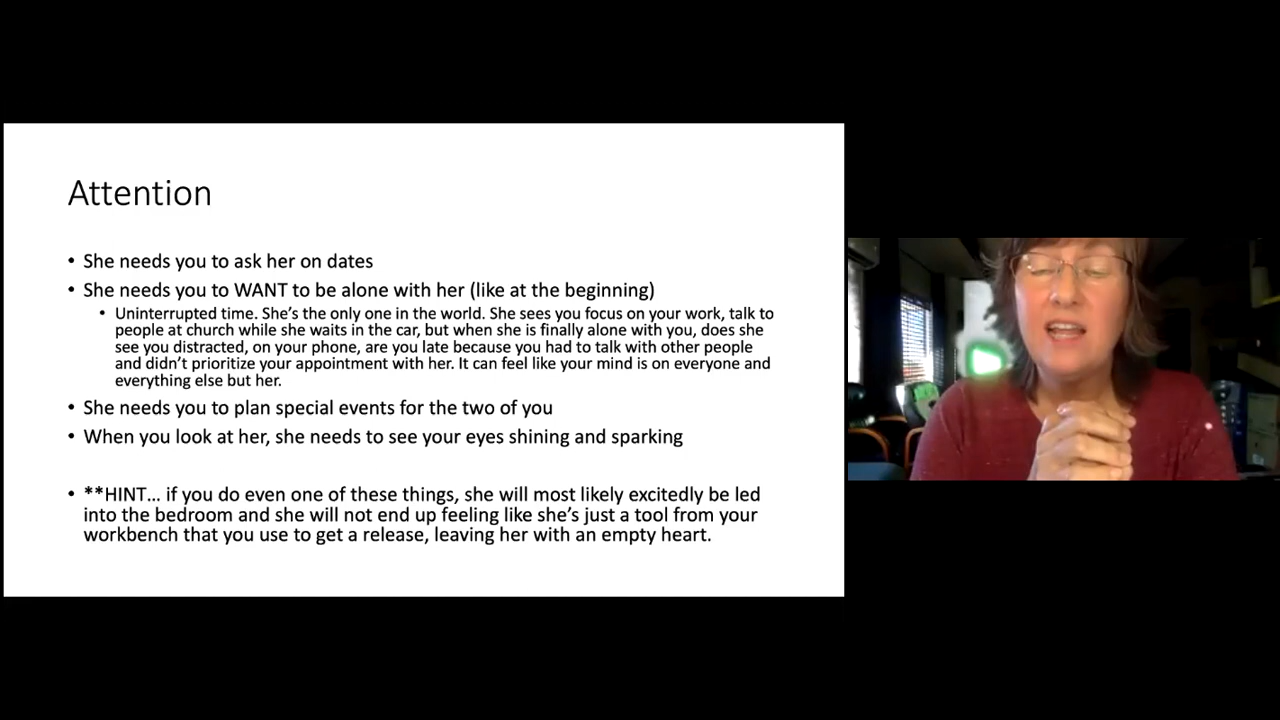 Attention
• She needs you to ask her on dates
• She needs you to WANT to be alone with her (like at the beginning)
• Uninterrupted time. She's the only one in the world. She sees you focus on your work, talk to
people at church while she waits in the car, but when she is finally alone with you, does she
see you distracted, on your phone, are you late because you had to talk with other people
and didn't prioritize your appointment with her. It can feel like your mind is on everyone and
everything else but her.
• She needs you to plan special events for the two of you
• When you look at her, she needs to see your eyes shining and sparking
• **HINT… if you do even one of these things, she will most likely excitedly be led
into the bedroom and she will not end up feeling like she's just a tool from your
workbench that you use to get a release, leaving her with an empty heart.